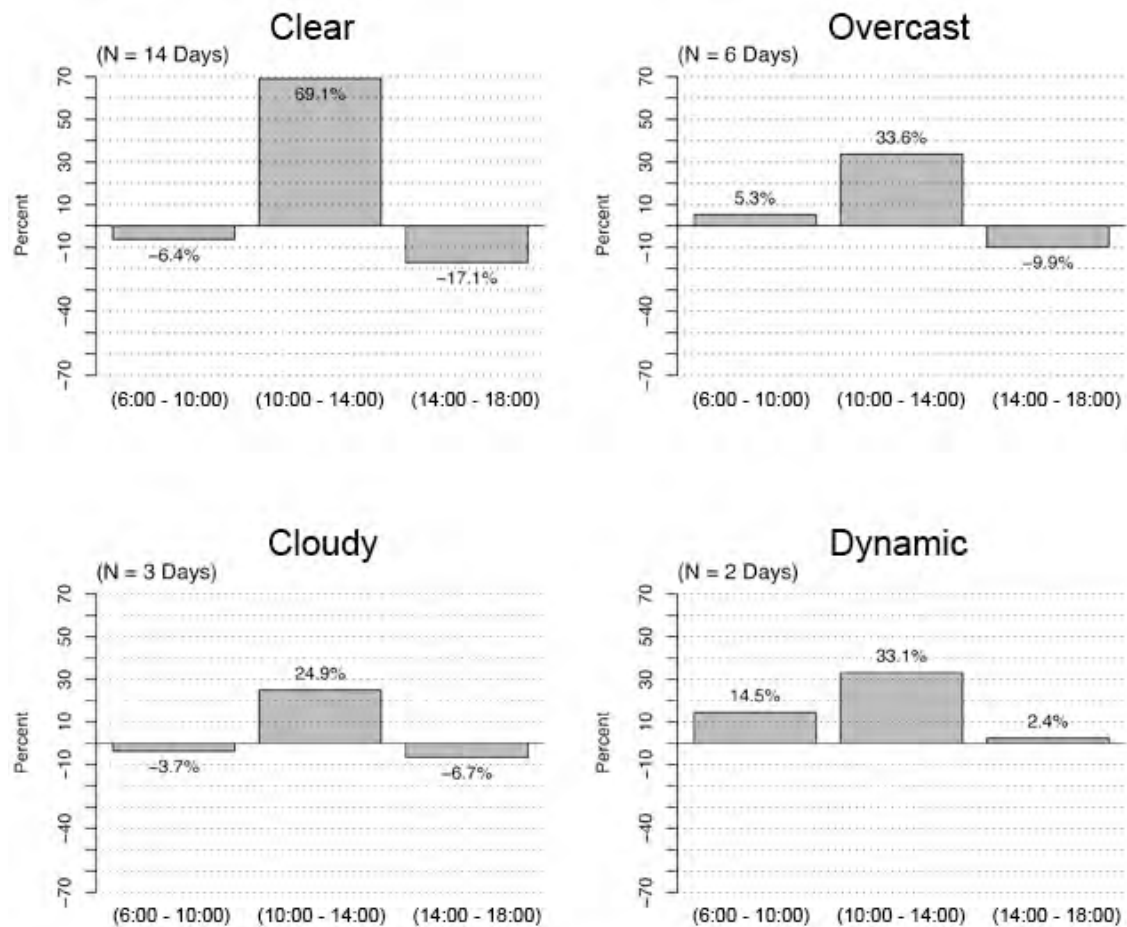 Clear
(N = 14 Days)
Percent
70
50
30
10
−10
−40
−70
69.1%
−6.4%
−17.1%
(6:00 - 10:00) (10:00 - 14:00) (14:00 - 18:00)
Overcast
(N = 6 Days)
Percent
70
50
30
10
−10
−40
−70
33.6%
5.3%
−9.9%
(6:00 - 10:00) (10:00 - 14:00) (14:00 - 18:00)
Cloudy
(N = 3 Days)
Percent
70
50
30
10
−10
−40
−70
24.9%
−3.7%
−6.7%
(6:00 - 10:00) (10:00 - 14:00) (14:00 - 18:00)
Dynamic
(N = 2 Days)
Percent
70
50
30
10
−10
−40
−70
33.1%
14.5%
2.4%
(6:00 - 10:00) (10:00 - 14:00) (14:00 - 18:00)